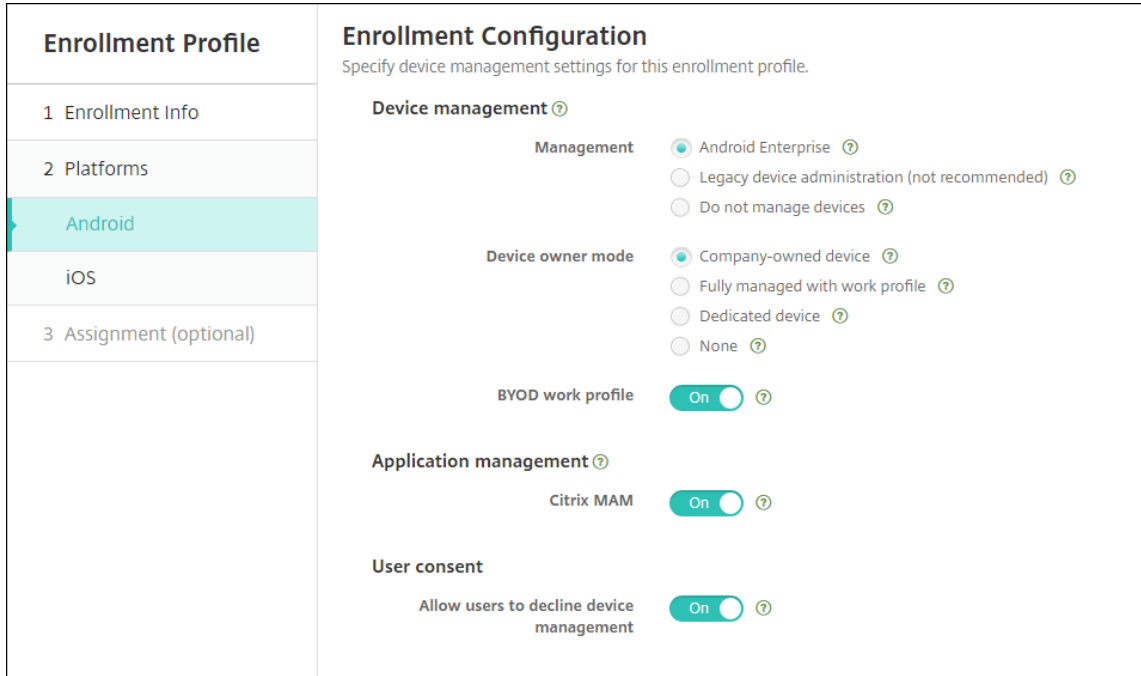 Enrollment Profile
1 Enrollment Info
2 Platforms
Android
iOS
3 Assignment (optional)
Enrollment Configuration
Specify device management settings for this enrollment profile.
Device management ?
Management
Android Enterprise ?
Legacy device administration (not recommended) ?
Do not manage devices ?
Device owner mode
Company-owned device ?
Fully managed with work profile ?
Dedicated device ?
None ?
BYOD work profile
On ?
Application management ?
Citrix MAM
On ?
User consent
Allow users to decline device
management
On ?